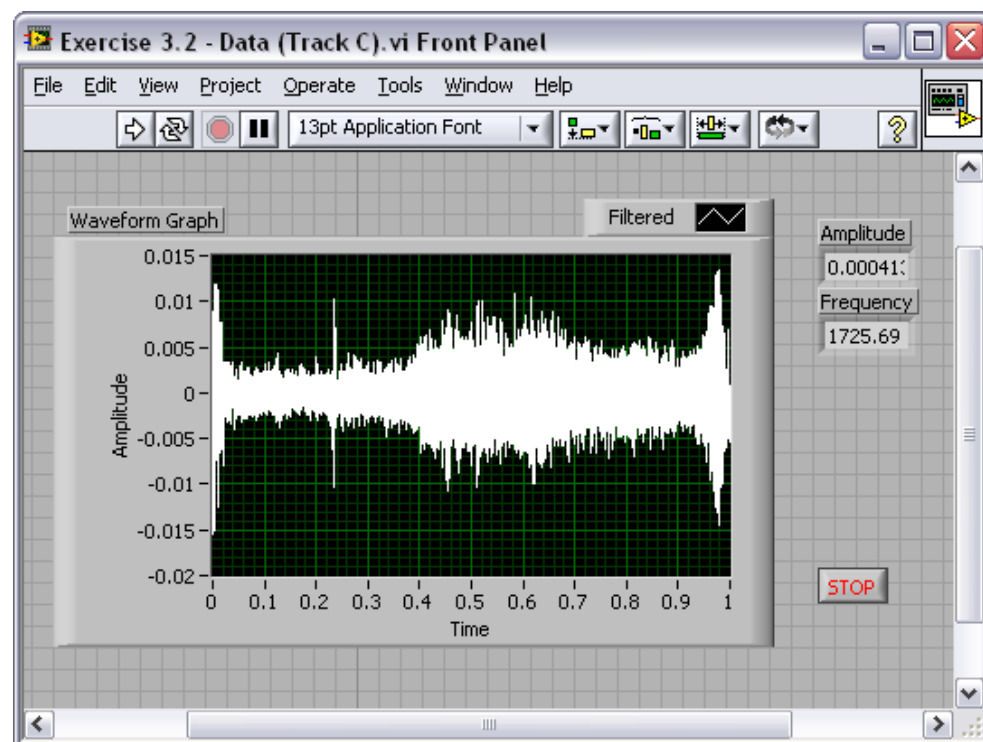 Exercise 3.2 - Data (Track C).vi Front Panel
File Edit View Project Operate Tools Window Help
13pt Application Font
Waveform Graph
Filtered
Amplitude
0.00041
Frequency
1725.69
0.015
0.01
0.005
0
-0.005
-0.01
-0.015
-0.02
Amplitude
0 0.1 0.2 0.3 0.4 0.5 0.6 0.7 0.8 0.9 1
Time
STOP